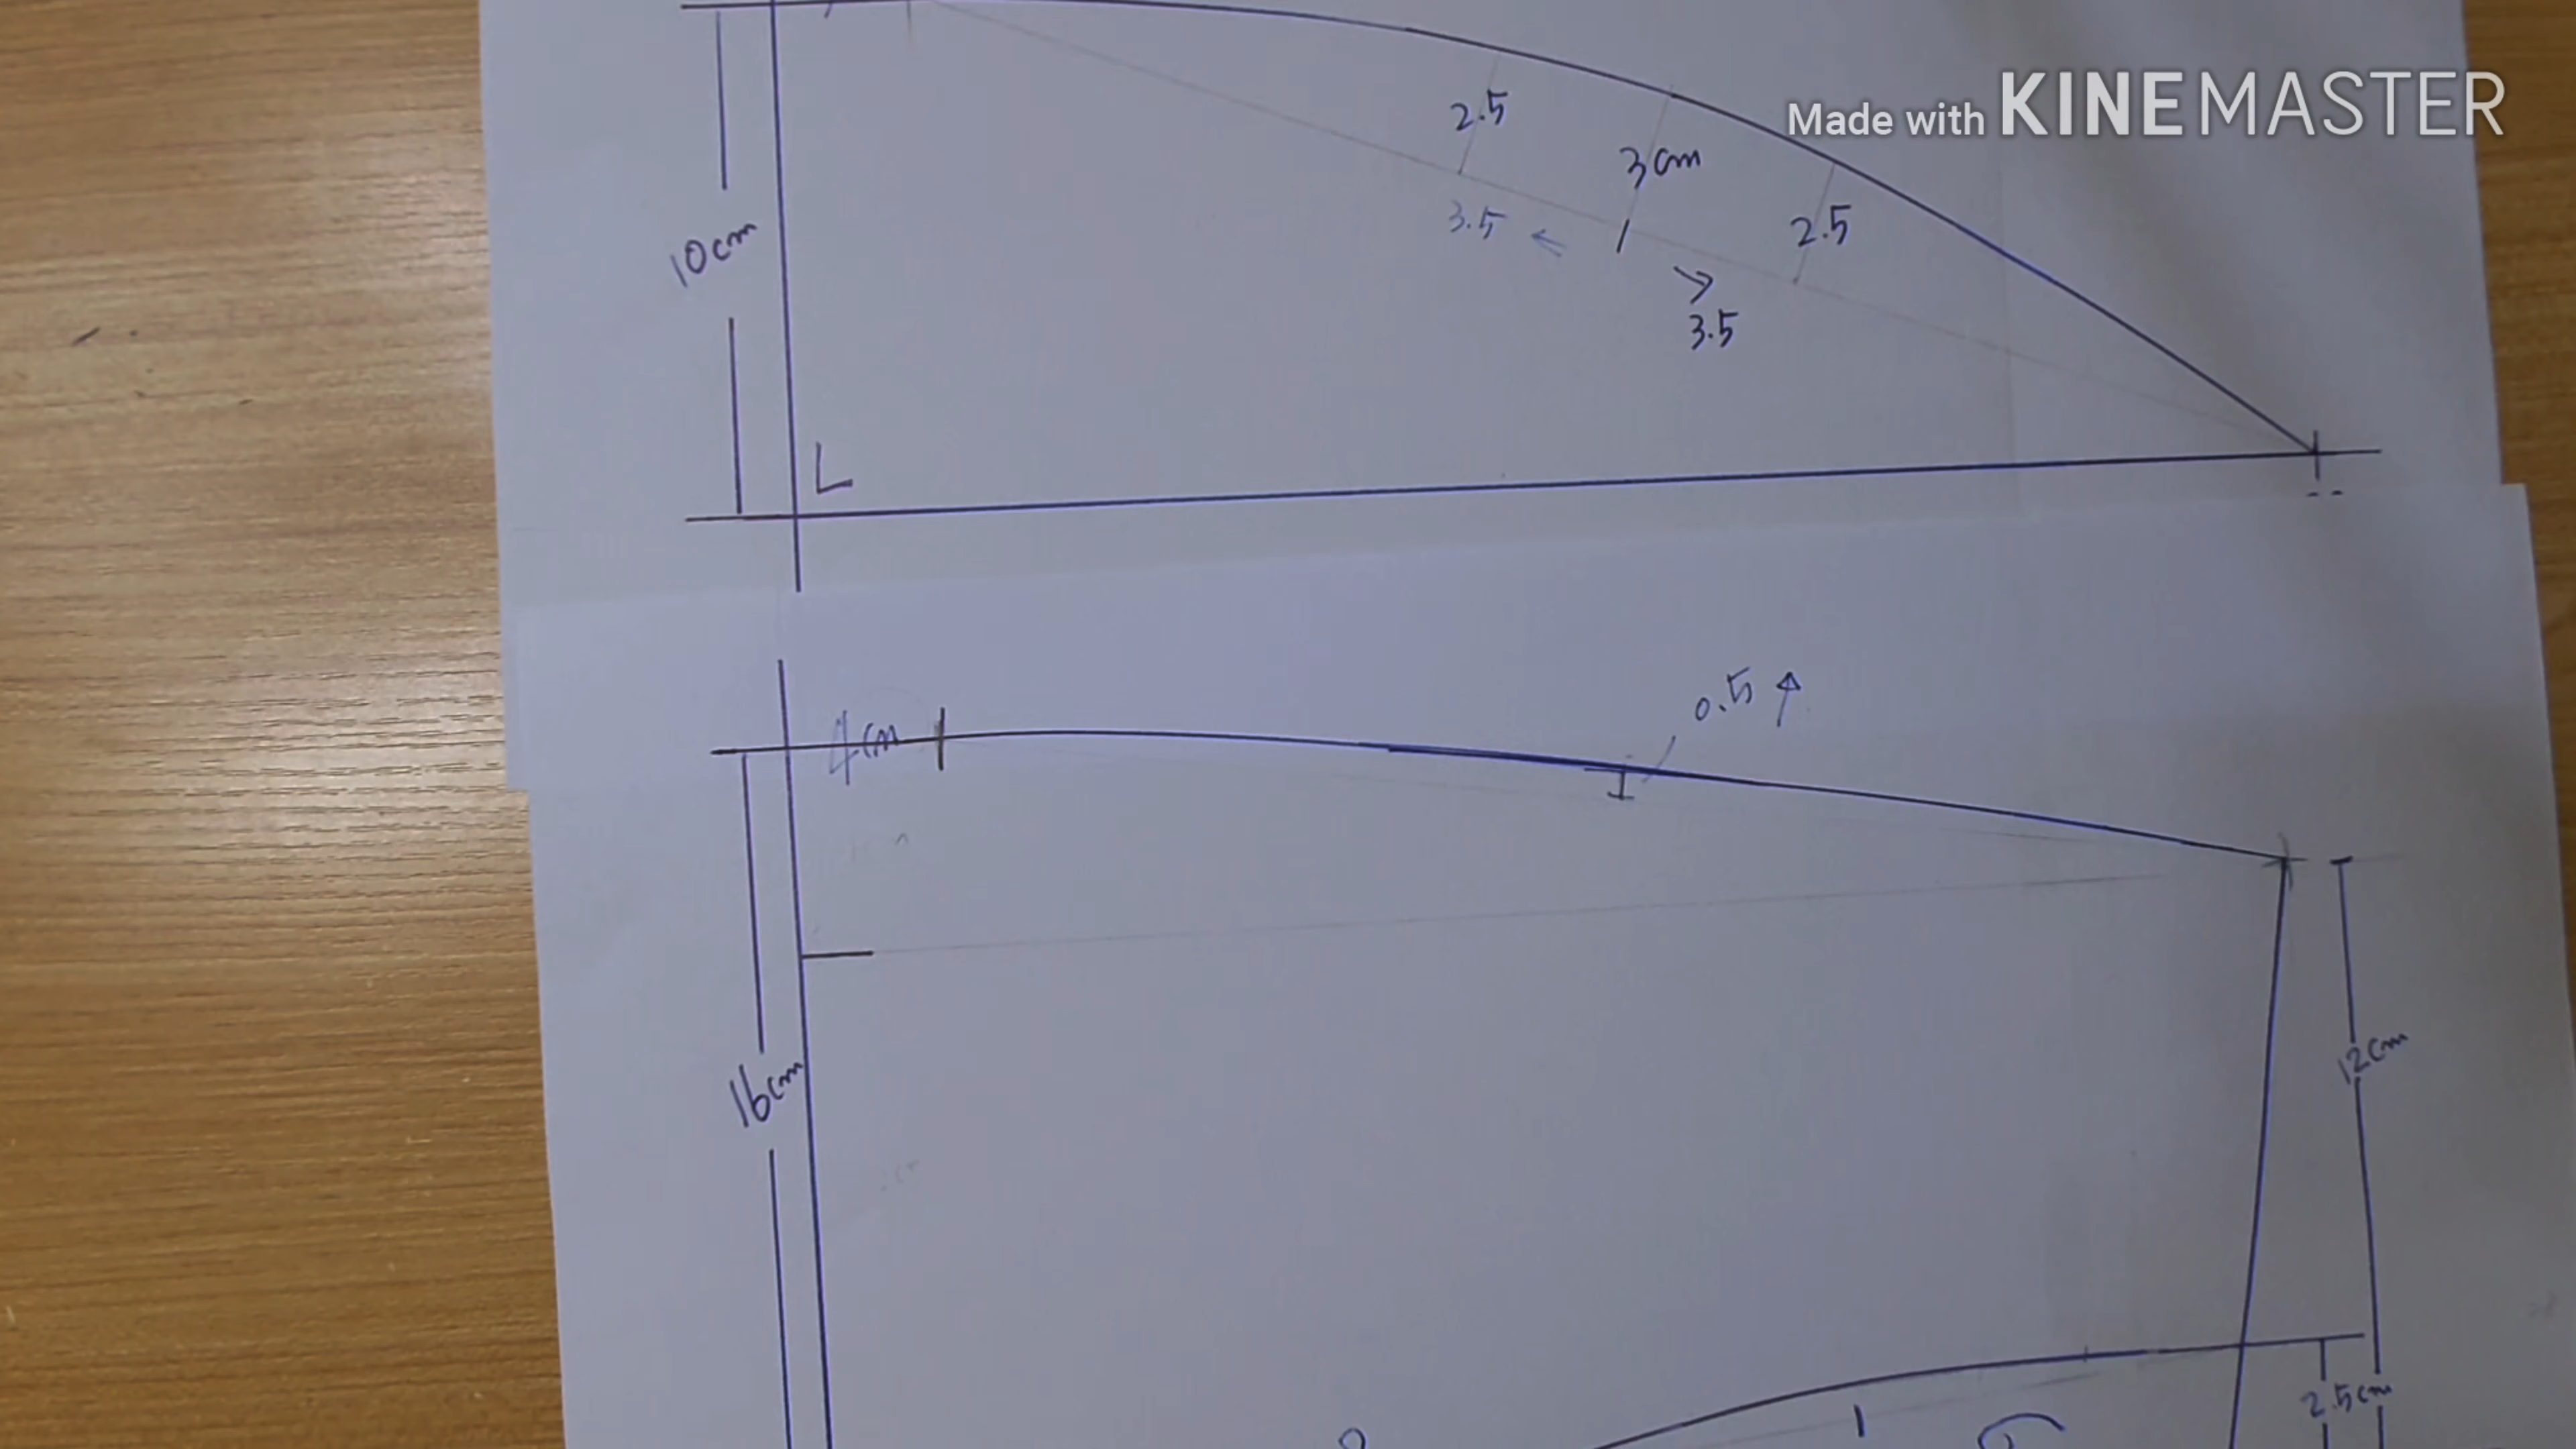 Made with KINEMASTER
2.5
3cm
2.5
10cm
3.5 ←
→
3.5
0.5 ↑
4cm
12cm
16cm
2.5cm